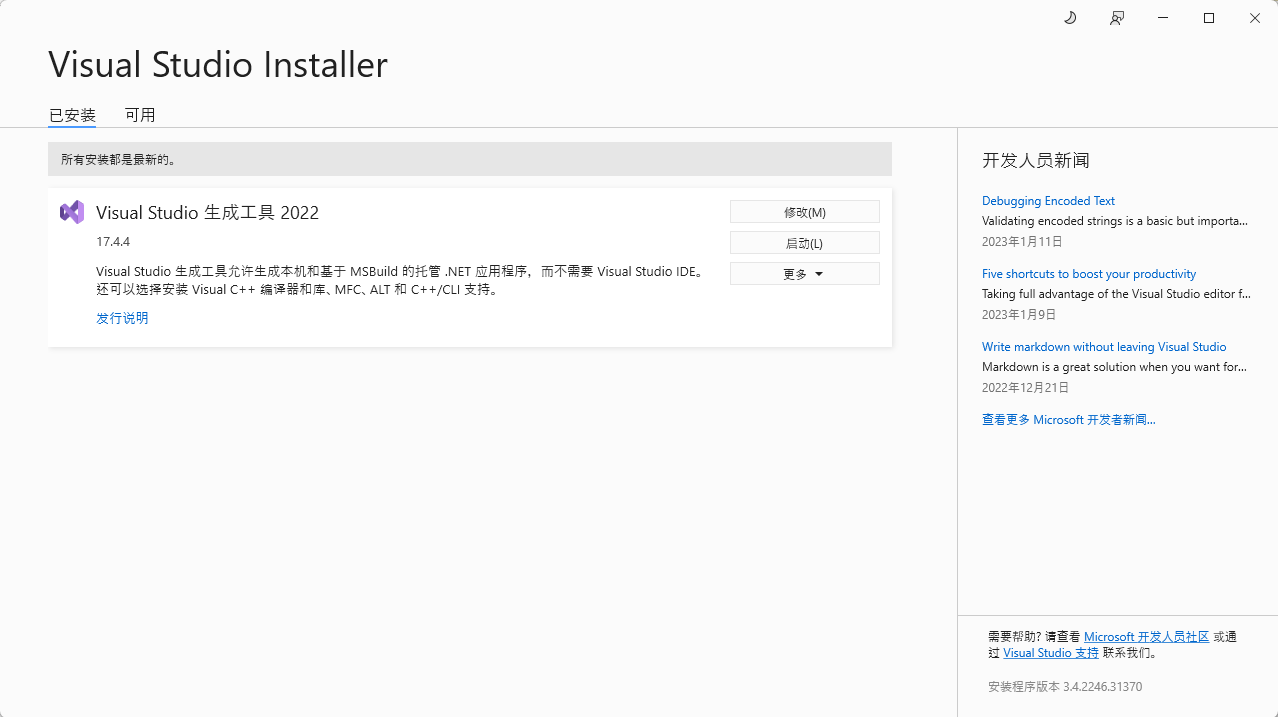 Visual Studio Installer
已安装
可用
所有安装都是最新的。
Visual Studio 生成工具 2022
17.4.4
Visual Studio 生成工具允许生成本机和基于 MSBuild 的托管 .NET 应用程序，而不需要 Visual Studio IDE。
还可以选择安装 Visual C++ 编译器和库、MFC、ALT 和 C++/CLI 支持。
发行说明
修改(M)
启动(L)
更多
开发人员新闻
Debugging Encoded Text
Validating encoded strings is a basic but importa...
2023年1月11日
Five shortcuts to boost your productivity
Taking full advantage of the Visual Studio editor f...
2023年1月9日
Write markdown without leaving Visual Studio
Markdown is a great solution when you want for...
2022年12月21日
查看更多 Microsoft 开发者新闻...
需要帮助? 请查看 Microsoft 开发人员社区 或通
过 Visual Studio 支持 联系我们。
安装程序版本 3.4.2246.31370